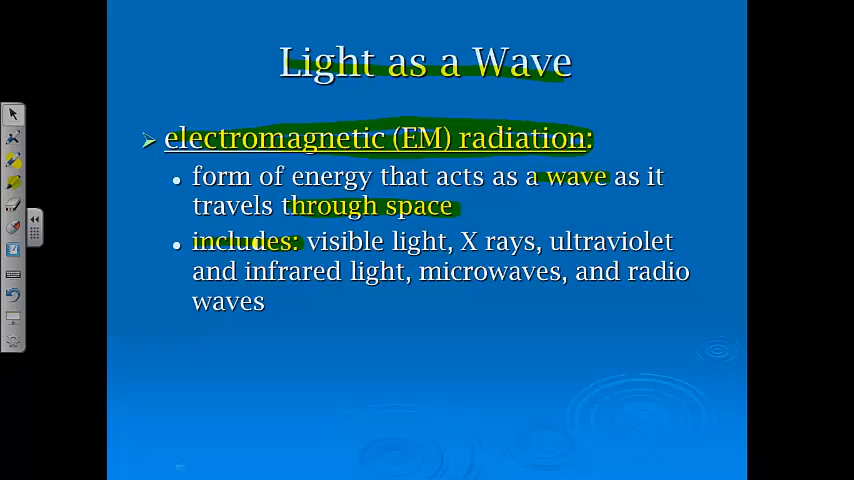 Light as a Wave
electromagnetic (EM) radiation:
form of energy that acts as a wave as it
travels through space
includes: visible light, X rays, ultraviolet
and infrared light, microwaves, and radio
waves